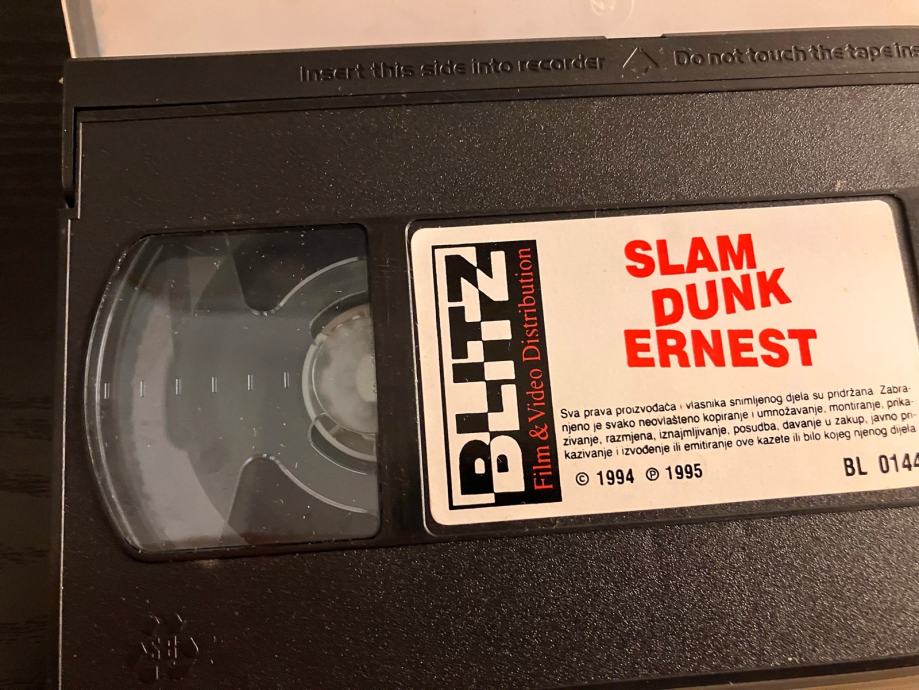 Insert this side into recorder
Do not touch the tape ins
BLITZ
Film & Video Distribution
SLAM
DUNK
ERNEST
Sva prava proizvođača i vlasnika snimljenog djela su pridržana. Zabra-
njeno je svako neovlašteno kopiranje i umnožavanje, montiranje, prika-
zivanje, razmjena, iznajmljivanje, posudba, davanje u zakup, javno pri-
kazivanje i izvođenje ili emitiranje ove kazete ili bilo kojeg njenog dijela
© 1994 ℗ 1995
BL 0144